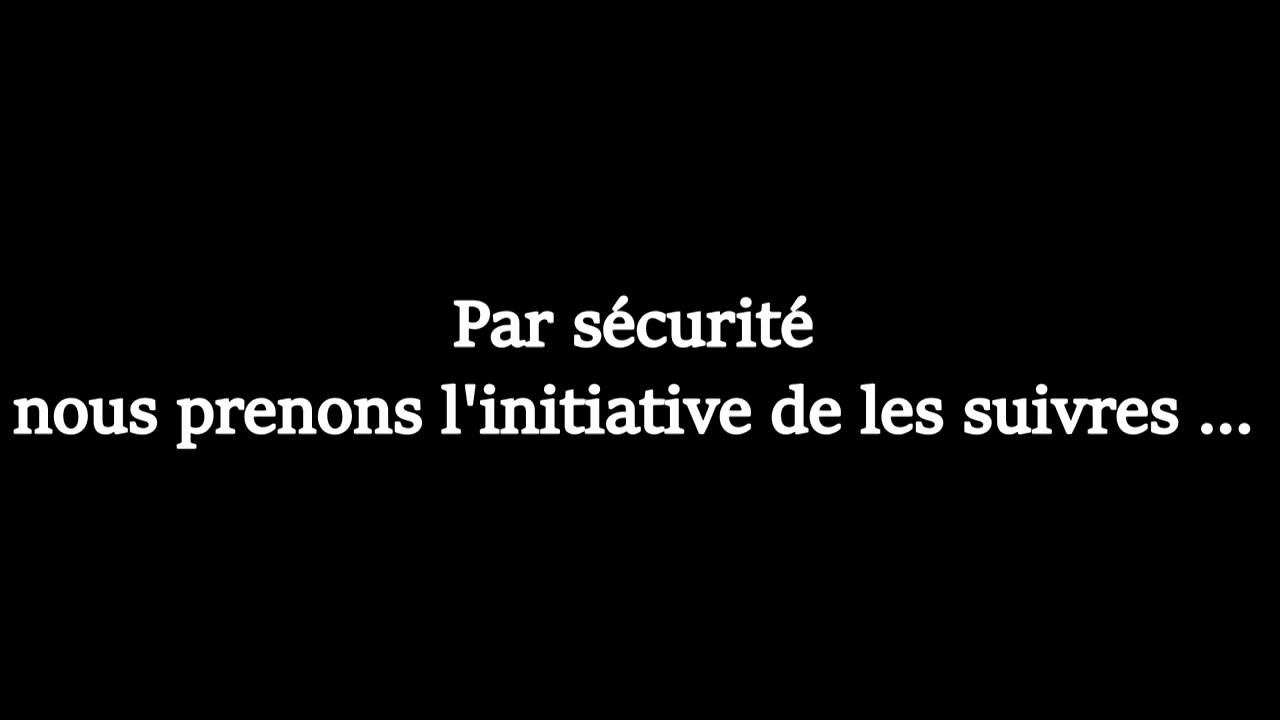 Par sécurité
nous prenons l'initiative de les suivres ...